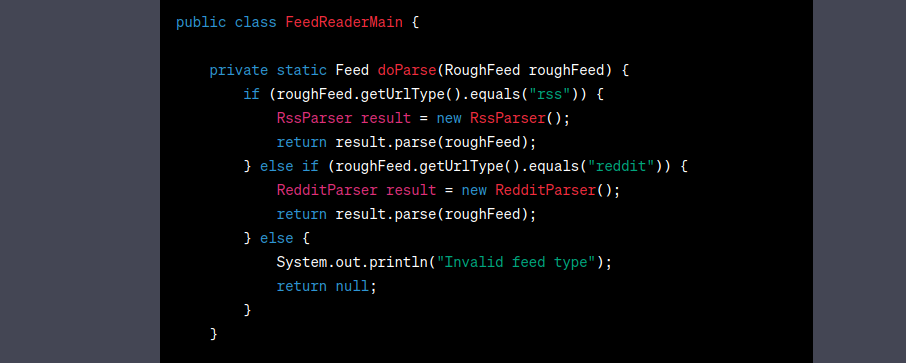 public class FeedReaderMain {
private static Feed doParse(RoughFeed roughFeed) {
if (roughFeed.getUrlType().equals("rss")) {
RssParser result = new RssParser();
return result.parse(roughFeed);
} else if (roughFeed.getUrlType().equals("reddit")) {
RedditParser result = new RedditParser();
return result.parse(roughFeed);
} else {
System.out.println("Invalid feed type");
return null;
}
}